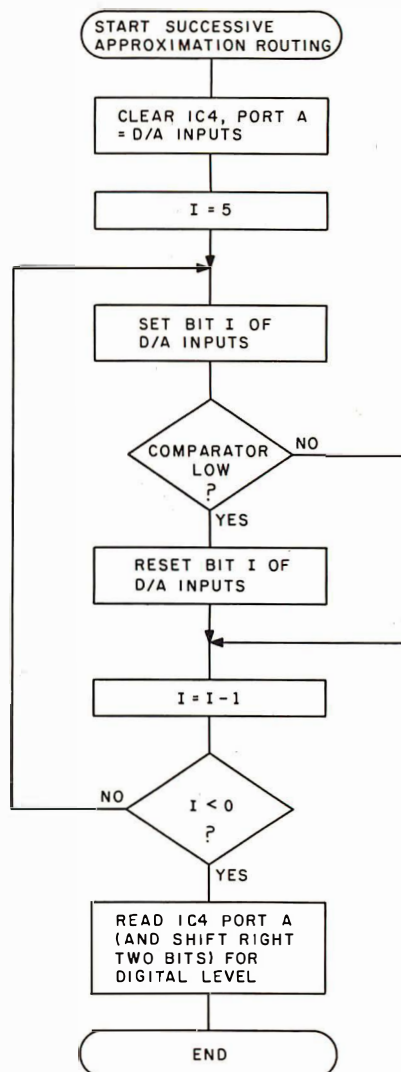 START SUCCESSIVE
APPROXIMATION ROUTING
CLEAR IC4, PORT A
= D/A INPUTS
I = 5
SET BIT I OF
D/A INPUTS
COMPARATOR
LOW
?
NO
YES
RESET BIT I OF
D/A INPUTS
I = I - 1
NO
I < 0
?
YES
READ IC4 PORT A
(AND SHIFT RIGHT
TWO BITS) FOR
DIGITAL LEVEL
END